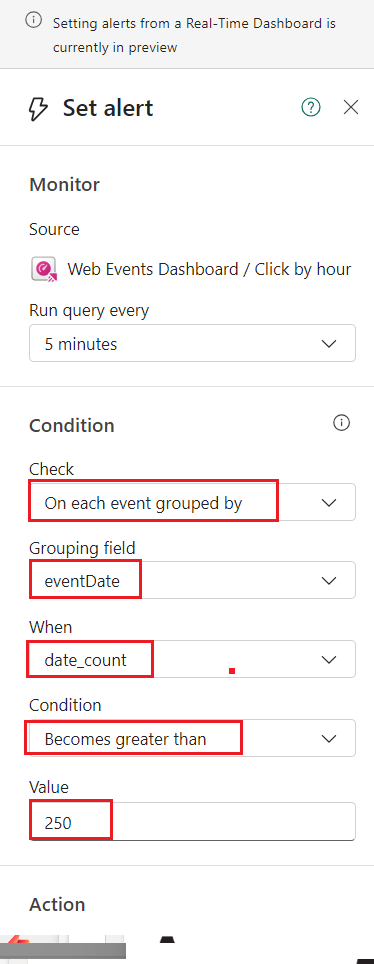 Setting alerts from a Real-Time Dashboard is
currently in preview
Set alert
Monitor
Source
Web Events Dashboard / Click by hour
Run query every
5 minutes
Condition
Check
On each event grouped by
Grouping field
eventDate
When
date_count
Condition
Becomes greater than
Value
250
Action